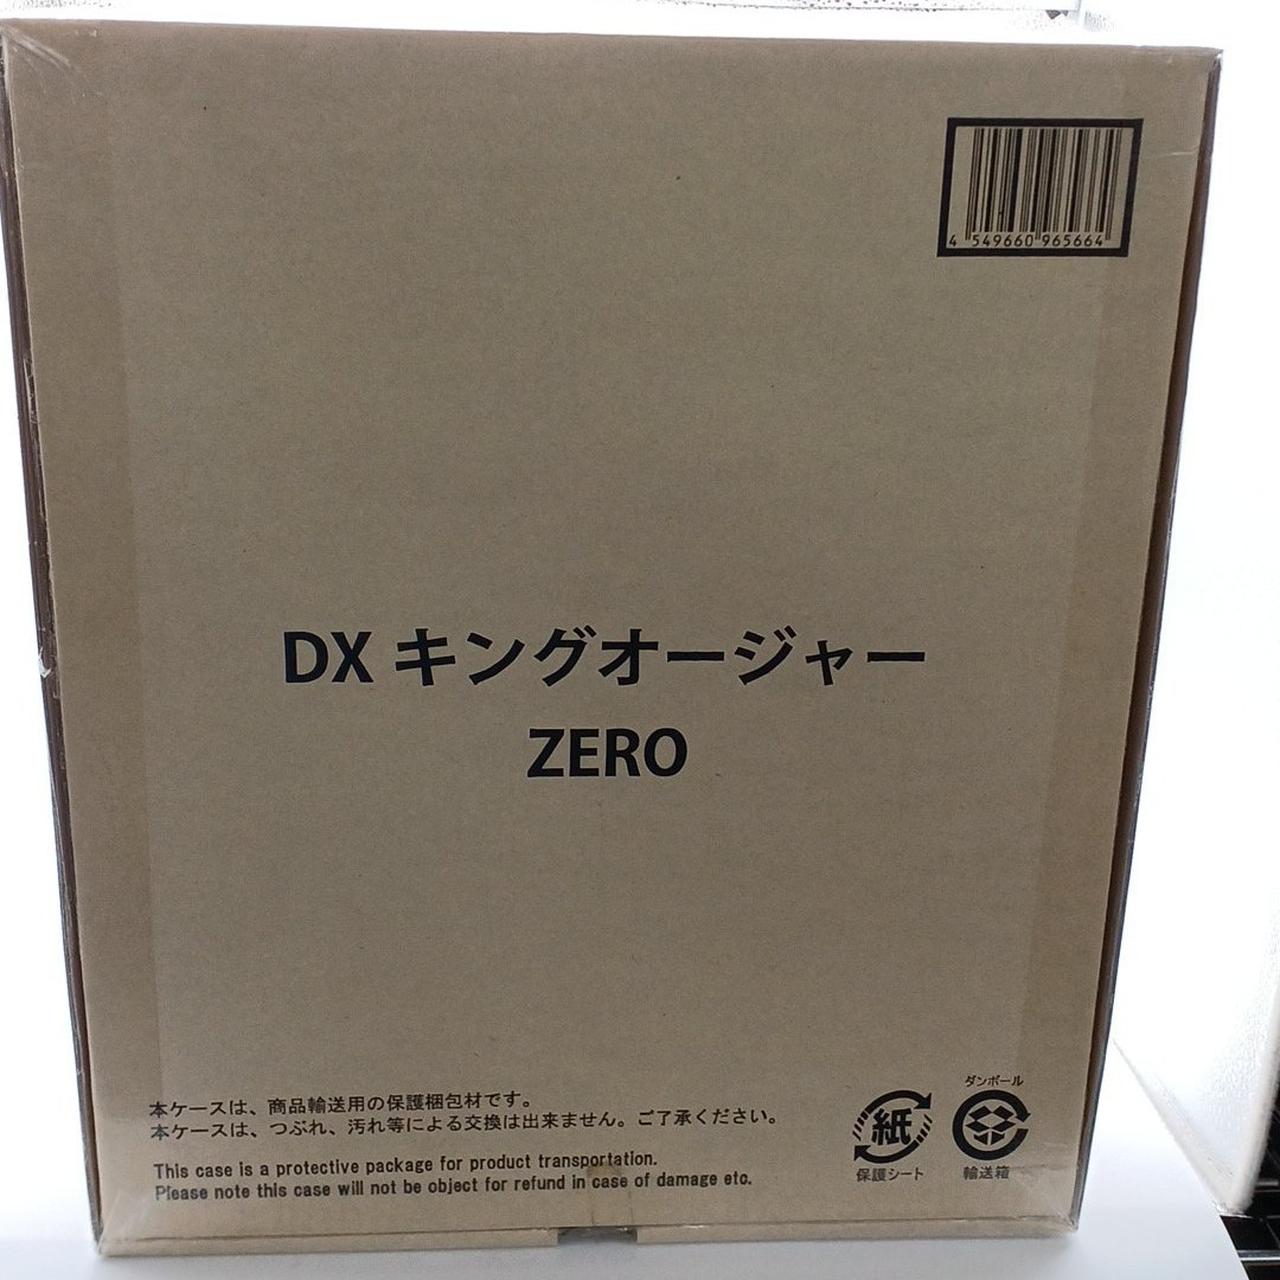 4 549660 965664
DX キングオージャー
ZERO
本ケースは、商品輸送用の保護梱包材です。
本ケースは、つぶれ、汚れ等による交換は出来ません。ご了承ください。
This case is a protective package for product transportation.
Please note this case will not be object for refund in case of damage etc.
紙
保護シート
ダンボール
輸送箱